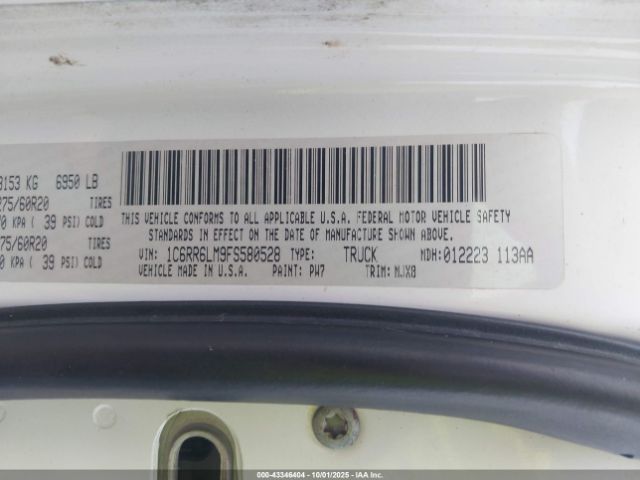 3153 KG 6950 LB
275/60R20 TIRES
0 KPA ( 39 PSI) COLD
275/60R20 TIRES
0 KPA ( 39 PSI) COLD
THIS VEHICLE CONFORMS TO ALL APPLICABLE U.S.A. FEDERAL MOTOR VEHICLE SAFETY
STANDARDS IN EFFECT ON THE DATE OF MANUFACTURE SHOWN ABOVE.
VIN: 1C6RR6LM9FS580528 TYPE: TRUCK MDH: 012223 113AA
VEHICLE MADE IN U.S.A. PAINT: PW7 TRIM: MJX8
000-43346404 | 10/01/2025 | IAA, Inc.